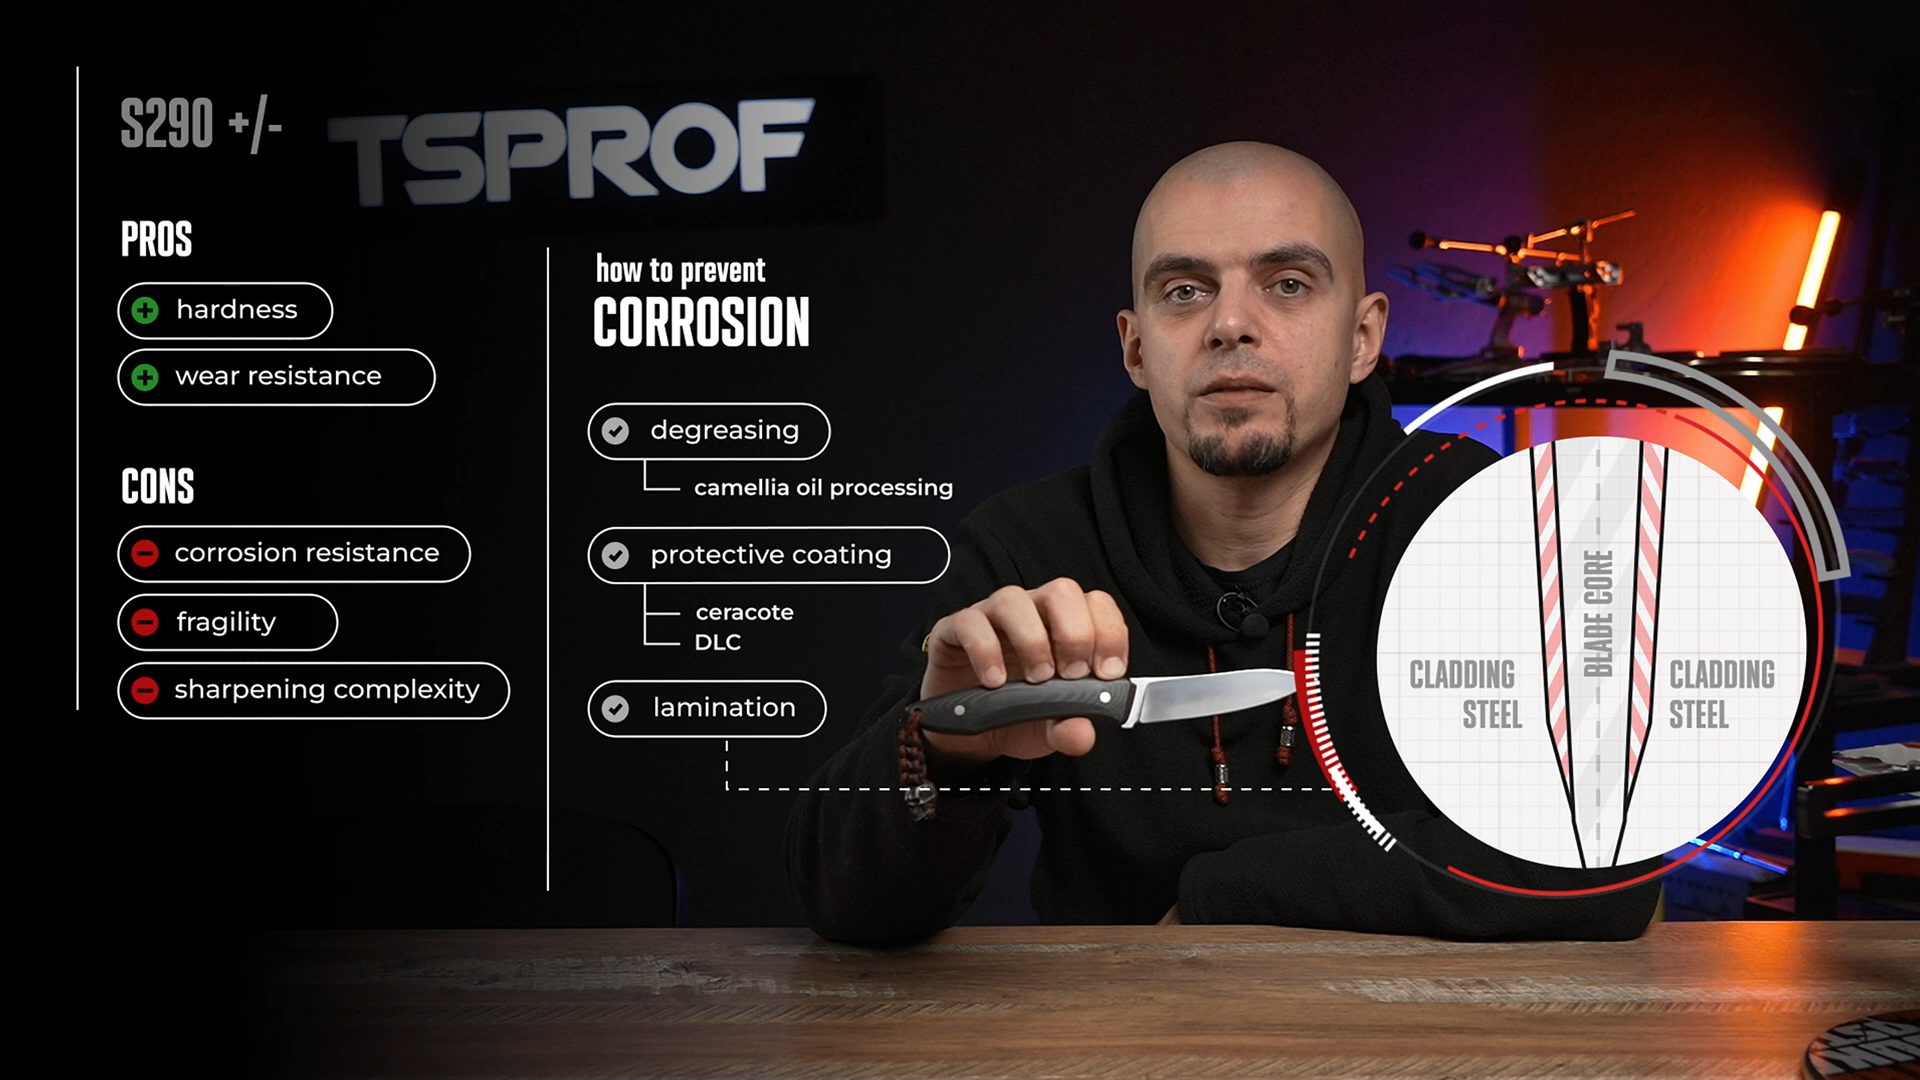 S290 +/-
TSPROF
PROS
hardness
wear resistance
CONS
corrosion resistance
fragility
sharpening complexity
how to prevent
CORROSION
degreasing
camellia oil processing
protective coating
ceracote
DLC
lamination
CLADDING
STEEL
BLADE CORE
CLADDING
STEEL